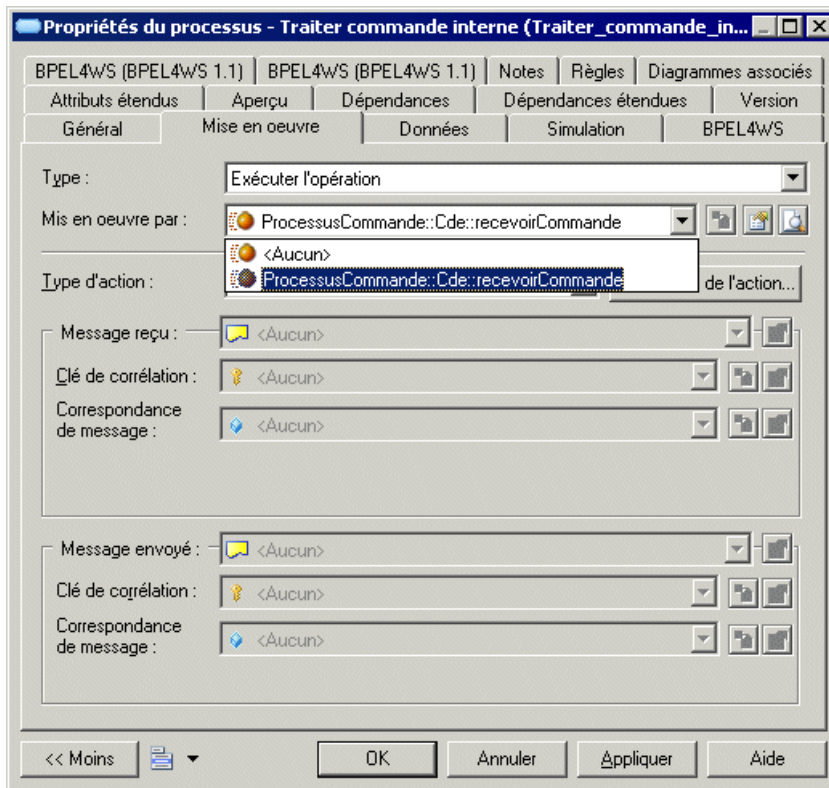 Propriétés du processus - Traiter commande interne (Traiter_commande_in...
BPEL4WS (BPEL4WS 1.1) BPEL4WS (BPEL4WS 1.1) Notes Règles Diagrammes associés
Attributs étendus Aperçu Dépendances Dépendances étendues Version
Général Mise en oeuvre Données Simulation BPEL4WS
Type : Exécuter l'opération
Mis en oeuvre par : ProcessusCommande::Cde::recevoirCommande
<Aucun>
Type d'action : ProcessusCommande::Cde::recevoirCommande de l'action...
Message reçu : <Aucun>
Clé de corrélation : <Aucun>
Correspondance
de message : <Aucun>
Message envoyé : <Aucun>
Clé de corrélation : <Aucun>
Correspondance
de message : <Aucun>
<< Moins OK Annuler Appliquer Aide